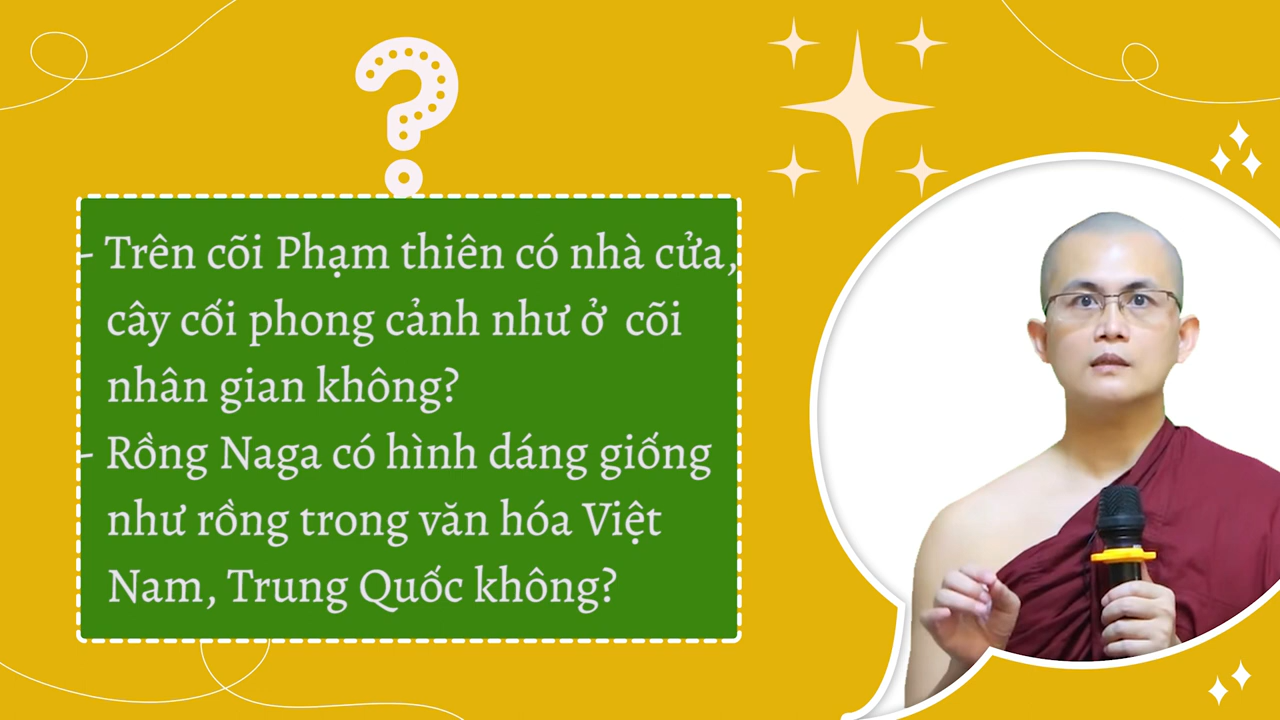 - Trên cõi Phạm thiên có nhà cửa,
cây cối phong cảnh như ở cõi
nhân gian không?
- Rồng Naga có hình dáng giống
như rồng trong văn hóa Việt
Nam, Trung Quốc không?